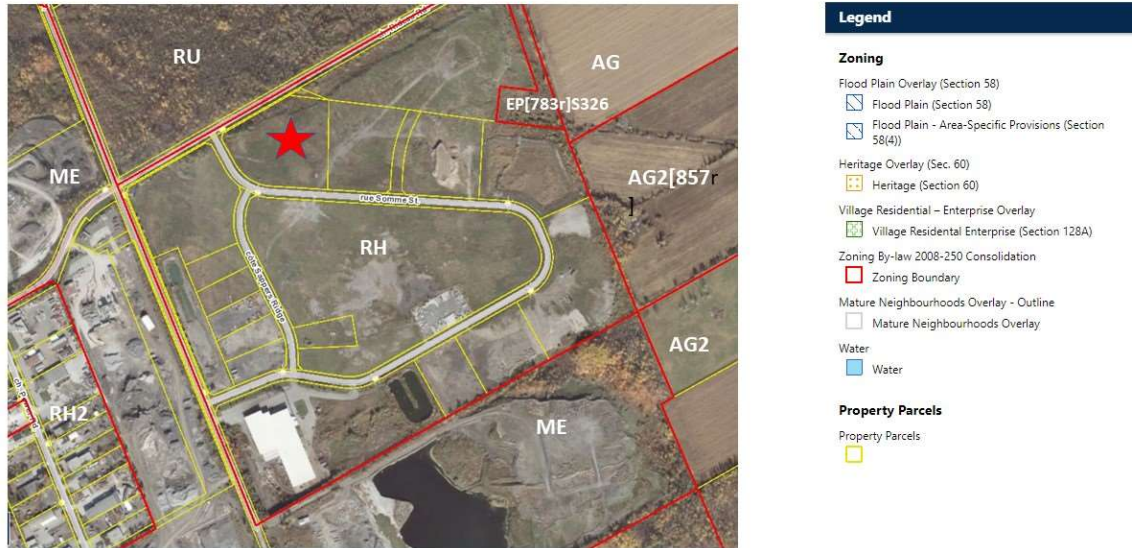 RU
AG
EP[783r]S326
ME
AG2[857r
]
rue Somme St
RH
côte Sappers Ridge
AG2
RH2
ME
Legend
Zoning
Flood Plain Overlay (Section 58)
Flood Plain (Section 58)
Flood Plain - Area-Specific Provisions (Section
58(4))
Heritage Overlay (Sec. 60)
Heritage (Section 60)
Village Residential – Enterprise Overlay
Village Residental Enterprise (Section 128A)
Zoning By-law 2008-250 Consolidation
Zoning Boundary
Mature Neighbourhoods Overlay - Outline
Mature Neighbourhoods Overlay
Water
Water
Property Parcels
Property Parcels